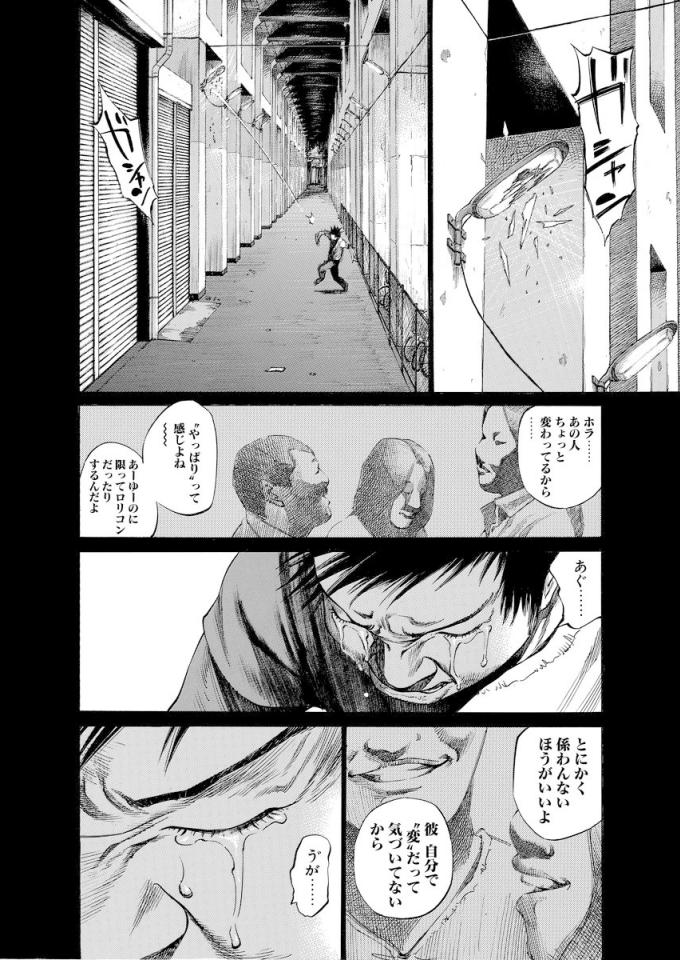 ガシャン
ガシャン
ホラ……
あの人
ちょっと
変わってるから
……
“やっぱり”って
感じよね
〜〜
あーゆーのに
限ってロリコン
だったり
するんだよ
あぐ……
とにかく
係わんない
ほうがいいよ
彼 自分で
“変”だって
気づいてない
から
ゔが……